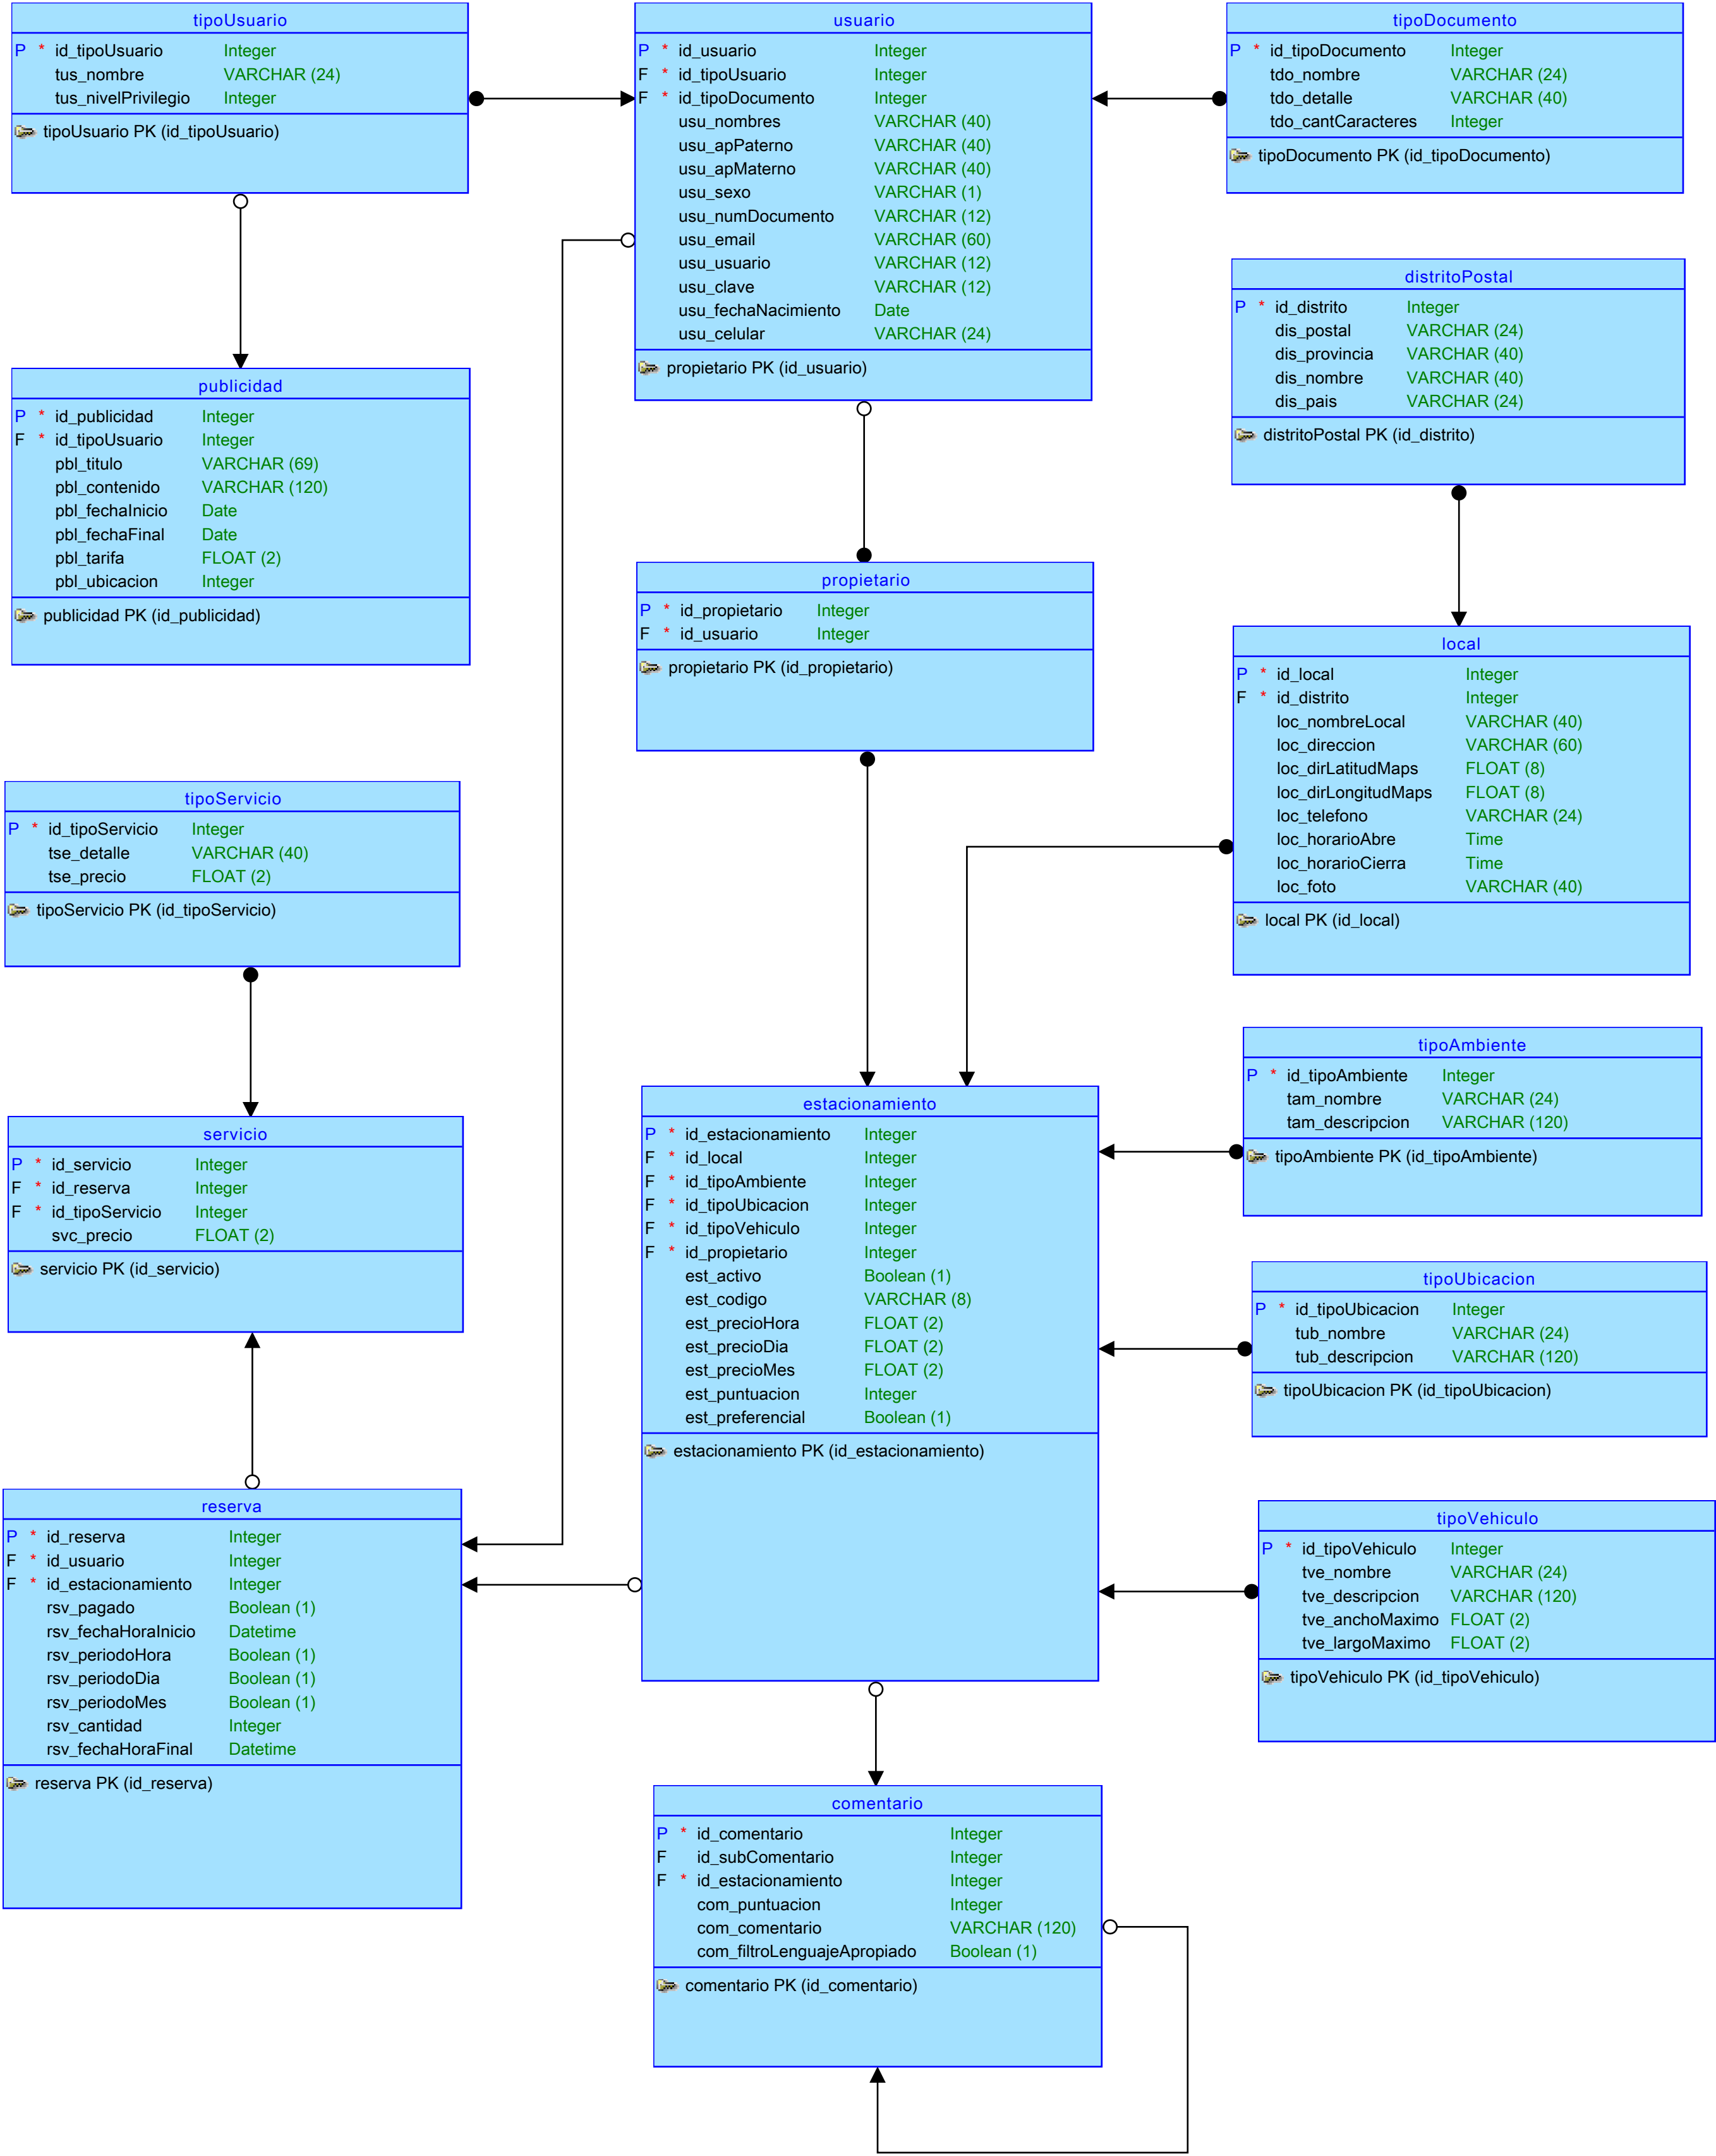 tipoUsuario
P * id_tipoUsuario Integer
tus_nombre VARCHAR (24)
tus_nivelPrivilegio Integer
tipoUsuario PK (id_tipoUsuario)
usuario
P * id_usuario Integer
F * id_tipoUsuario Integer
F * id_tipoDocumento Integer
usu_nombres VARCHAR (40)
usu_apPaterno VARCHAR (40)
usu_apMaterno VARCHAR (40)
usu_sexo VARCHAR (1)
usu_numDocumento VARCHAR (12)
usu_email VARCHAR (60)
usu_usuario VARCHAR (12)
usu_clave VARCHAR (12)
usu_fechaNacimiento Date
usu_celular VARCHAR (24)
propietario PK (id_usuario)
tipoDocumento
P * id_tipoDocumento Integer
tdo_nombre VARCHAR (24)
tdo_detalle VARCHAR (40)
tdo_cantCaracteres Integer
tipoDocumento PK (id_tipoDocumento)
distritoPostal
P * id_distrito Integer
dis_postal VARCHAR (24)
dis_provincia VARCHAR (40)
dis_nombre VARCHAR (40)
dis_pais VARCHAR (24)
distritoPostal PK (id_distrito)
publicidad
P * id_publicidad Integer
F * id_tipoUsuario Integer
pbl_titulo VARCHAR (69)
pbl_contenido VARCHAR (120)
pbl_fechaInicio Date
pbl_fechaFinal Date
pbl_tarifa FLOAT (2)
pbl_ubicacion Integer
publicidad PK (id_publicidad)
propietario
P * id_propietario Integer
F * id_usuario Integer
propietario PK (id_propietario)
local
P * id_local Integer
F * id_distrito Integer
loc_nombreLocal VARCHAR (40)
loc_direccion VARCHAR (60)
loc_dirLatitudMaps FLOAT (8)
loc_dirLongitudMaps FLOAT (8)
loc_telefono VARCHAR (24)
loc_horarioAbre Time
loc_horarioCierra Time
loc_foto VARCHAR (40)
local PK (id_local)
tipoServicio
P * id_tipoServicio Integer
tse_detalle VARCHAR (40)
tse_precio FLOAT (2)
tipoServicio PK (id_tipoServicio)
tipoAmbiente
P * id_tipoAmbiente Integer
tam_nombre VARCHAR (24)
tam_descripcion VARCHAR (120)
tipoAmbiente PK (id_tipoAmbiente)
estacionamiento
P * id_estacionamiento Integer
F * id_local Integer
F * id_tipoAmbiente Integer
F * id_tipoUbicacion Integer
F * id_tipoVehiculo Integer
F * id_propietario Integer
est_activo Boolean (1)
est_codigo VARCHAR (8)
est_precioHora FLOAT (2)
est_precioDia FLOAT (2)
est_precioMes FLOAT (2)
est_puntuacion Integer
est_preferencial Boolean (1)
estacionamiento PK (id_estacionamiento)
servicio
P * id_servicio Integer
F * id_reserva Integer
F * id_tipoServicio Integer
svc_precio FLOAT (2)
servicio PK (id_servicio)
tipoUbicacion
P * id_tipoUbicacion Integer
tub_nombre VARCHAR (24)
tub_descripcion VARCHAR (120)
tipoUbicacion PK (id_tipoUbicacion)
reserva
P * id_reserva Integer
F * id_usuario Integer
F * id_estacionamiento Integer
rsv_pagado Boolean (1)
rsv_fechaHoraInicio Datetime
rsv_periodoHora Boolean (1)
rsv_periodoDia Boolean (1)
rsv_periodoMes Boolean (1)
rsv_cantidad Integer
rsv_fechaHoraFinal Datetime
reserva PK (id_reserva)
tipoVehiculo
P * id_tipoVehiculo Integer
tve_nombre VARCHAR (24)
tve_descripcion VARCHAR (120)
tve_anchoMaximo FLOAT (2)
tve_largoMaximo FLOAT (2)
tipoVehiculo PK (id_tipoVehiculo)
comentario
P * id_comentario Integer
F id_subComentario Integer
F * id_estacionamiento Integer
com_puntuacion Integer
com_comentario VARCHAR (120)
com_filtroLenguajeApropiado Boolean (1)
comentario PK (id_comentario)